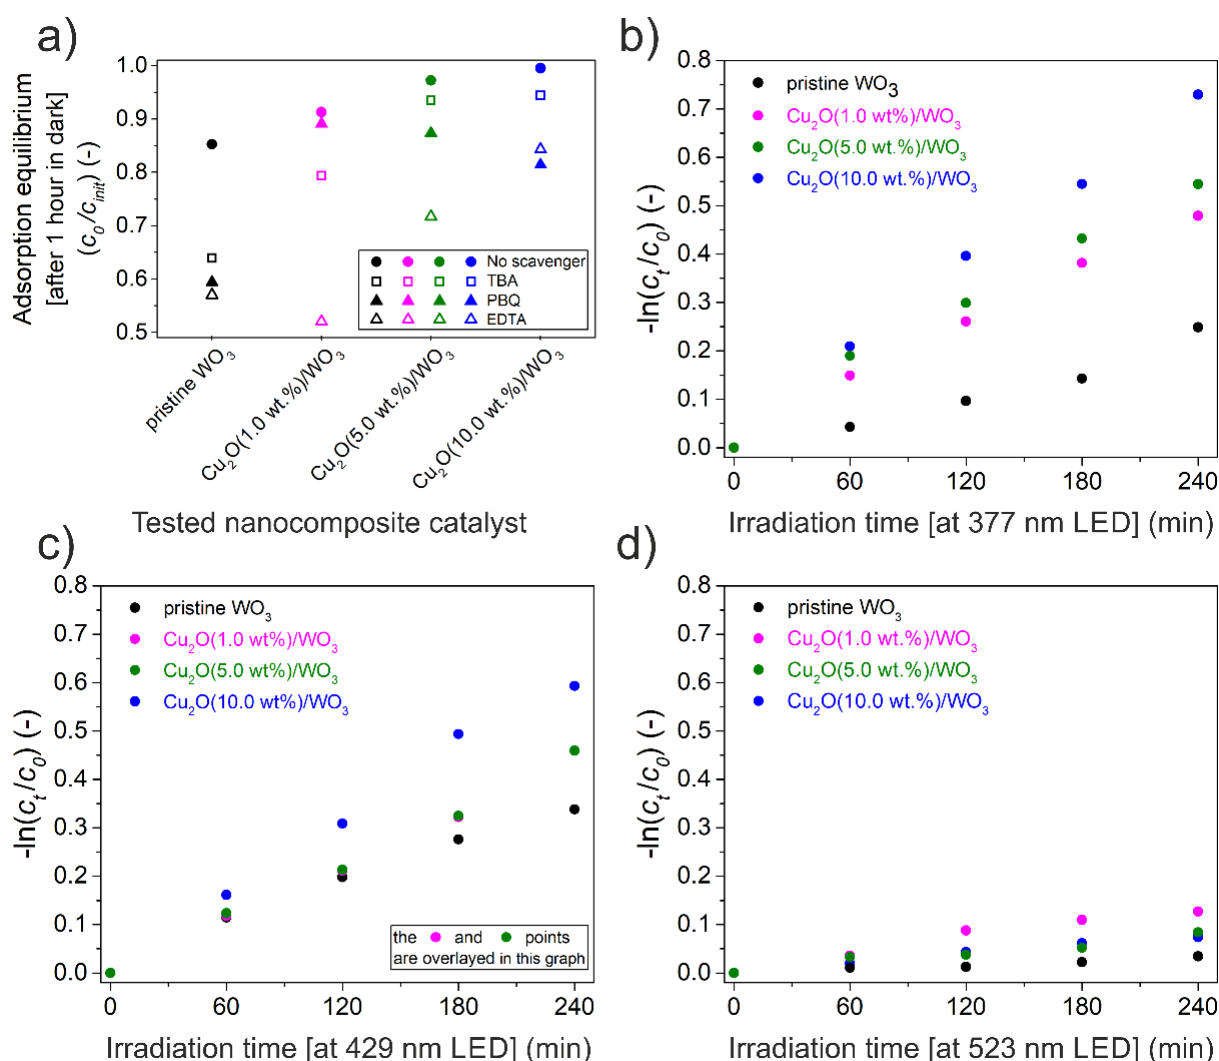 a)
Adsorption equilibrium
[after 1 hour in dark]
(c₀/c_init) (-)
1.0
0.9
0.8
0.7
0.6
0.5
No scavenger
TBA
PBQ
EDTA
pristine WO₃
Cu₂O(1.0 wt.%)/WO₃
Cu₂O(5.0 wt.%)/WO₃
Cu₂O(10.0 wt.%)/WO₃
Tested nanocomposite catalyst
b)
-ln(cₜ/c₀) (-)
0.8
0.7
0.6
0.5
0.4
0.3
0.2
0.1
0.0
pristine WO₃
Cu₂O(1.0 wt%)/WO₃
Cu₂O(5.0 wt.%)/WO₃
Cu₂O(10.0 wt.%)/WO₃
0 60 120 180 240
Irradiation time [at 377 nm LED] (min)
c)
-ln(cₜ/c₀) (-)
0.8
0.7
0.6
0.5
0.4
0.3
0.2
0.1
0.0
pristine WO₃
Cu₂O(1.0 wt%)/WO₃
Cu₂O(5.0 wt%)/WO₃
Cu₂O(10.0 wt%)/WO₃
the and points
are overlayed in this graph
0 60 120 180 240
Irradiation time [at 429 nm LED] (min)
d)
-ln(cₜ/c₀) (-)
0.8
0.7
0.6
0.5
0.4
0.3
0.2
0.1
0.0
pristine WO₃
Cu₂O(1.0 wt.%)/WO₃
Cu₂O(5.0 wt.%)/WO₃
Cu₂O(10.0 wt.%)/WO₃
0 60 120 180 240
Irradiation time [at 523 nm LED] (min)